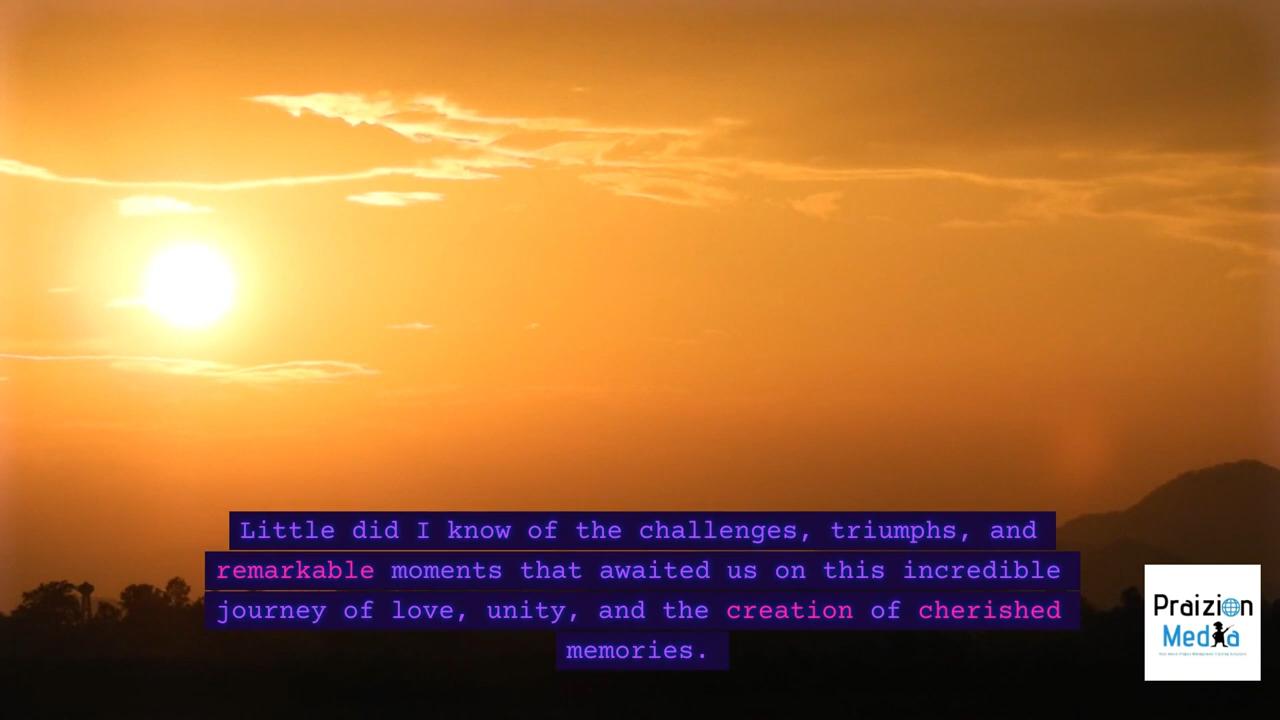 Little did I know of the challenges, triumphs, and
remarkable moments that awaited us on this incredible
journey of love, unity, and the creation of cherished
memories.
Praizion
Media